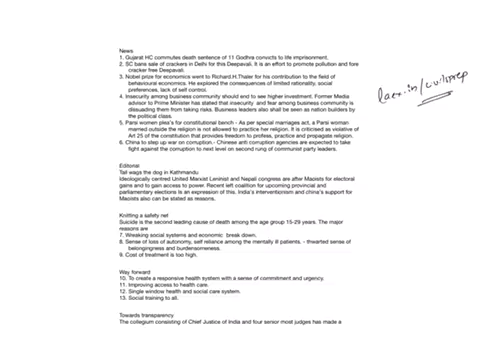 News
1. Gujarat HC commutes death sentence of 11 Godhra convicts to life imprisonment.
2. SC bans sale of crackers in Delhi for this Deepavali. It is an effort to promote pollution and fore
cracker free Deepavali.
3. Nobel prize for economics went to Richard.H.Thaler for his contribution to the field of
behavioural economics. He explored the consequences of limited rationality, social
preferences, lack of self control.
4. Insecurity among business community should end to see higher investment. Former Media
advisor to Prime Minister has stated that insecurity and fear among business community is
dissuading them from taking risks. Business leaders also shall be seen as nation builders by
the political class.
5. Parsi women plea's for constitutional bench - As per special marriages act, a Parsi woman
married outside the religion is not allowed to practice her religion. It is criticised as violative of
Art 25 of the constitution that provides freedom to profess, practice and propagate religion.
6. China to step up war on corruption.- Chinese anti corruption agencies are expected to take
fight against the corruption to next level on second rung of communist party leaders.
Editorial
Tail wags the dog in Kathmandu
Ideologically centred United Marxist Leninist and Nepali congress are after Maoists for electoral
gains and to gain access to power. Recent left coalition for upcoming provincial and
parliamentary elections is an expression of this. India's interventionism and china's support for
Maoists also can be stated as reasons.
Knitting a safety net
Suicide is the second leading cause of death among the age group 15-29 years. The major
reasons are
7. Wreaking social systems and economic break down.
8. Sense of loss of autonomy, self reliance among the mentally ill patients. - thwarted sense of
belongingness and burdensomeness.
9. Cost of treatment is too high.
Way forward
10. To create a responsive health system with a sense of commitment and urgency.
11. Improving access to health care.
12. Single window health and social care system.
13. Social training to all.
Towards transparency
The collegium consisting of Chief Justice of India and four senior most judges has made a